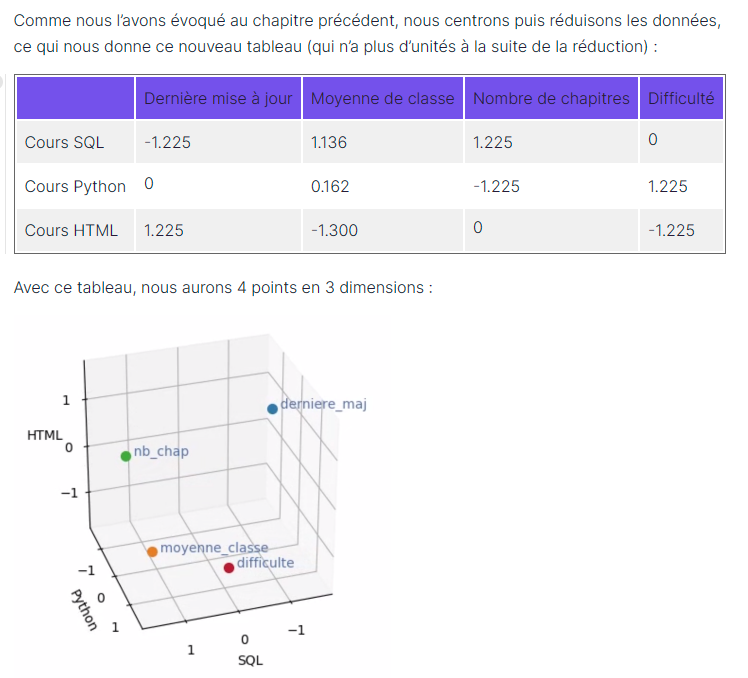 Comme nous l’avons évoqué au chapitre précédent, nous centrons puis réduisons les données,
ce qui nous donne ce nouveau tableau (qui n’a plus d’unités à la suite de la réduction) :
Dernière mise à jour Moyenne de classe Nombre de chapitres Difficulté
Cours SQL -1.225 1.136 1.225 0
Cours Python 0 0.162 -1.225 1.225
Cours HTML 1.225 -1.300 0 -1.225
Avec ce tableau, nous aurons 4 points en 3 dimensions :
1
derniere_maj
HTML
0
nb_chap
−1
moyenne_classe
difficulte
−1
Python
0
1
1
0
−1
SQL